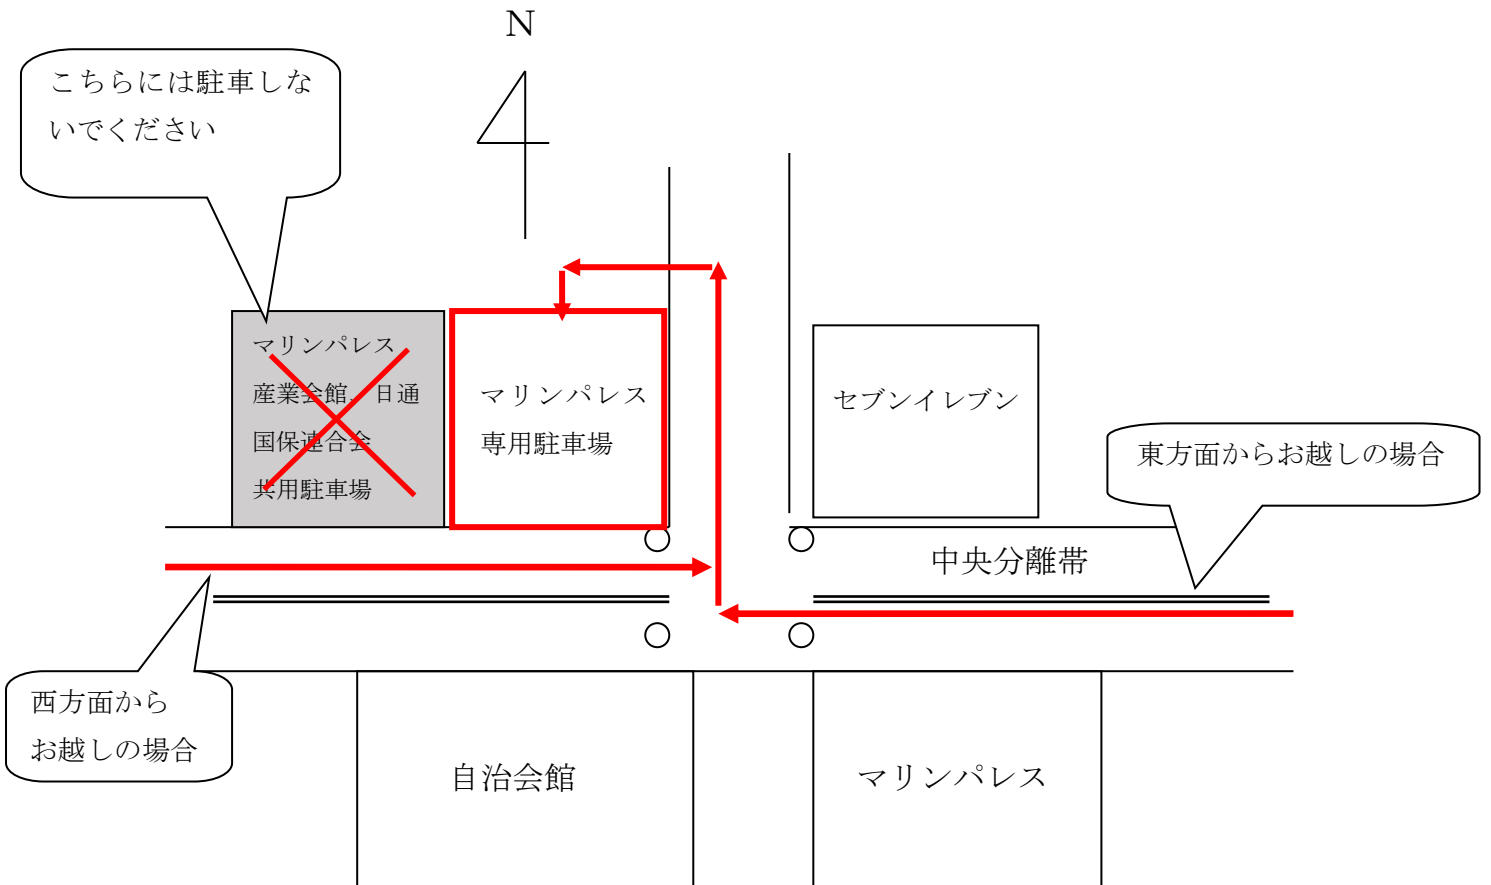 N
こちらには駐車しな
いでください
マリンパレス
産業会館、日通
国保連合会
共用駐車場
マリンパレス
専用駐車場
セブンイレブン
東方面からお越しの場合
中央分離帯
西方面から
お越しの場合
自治会館
マリンパレス